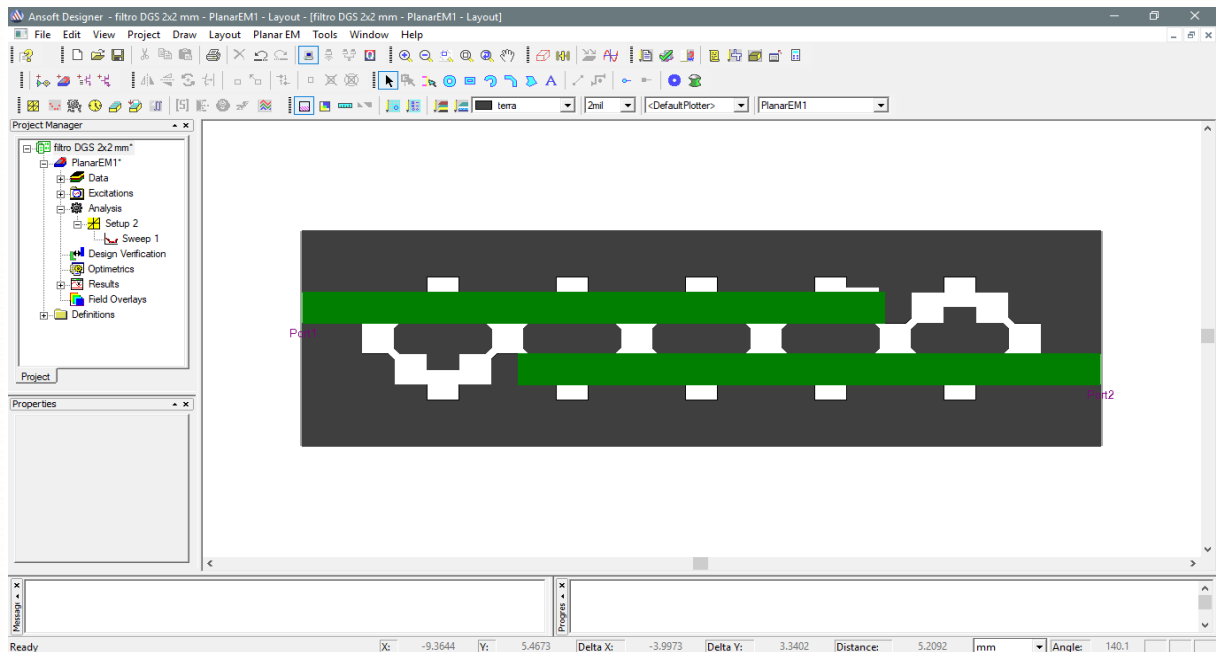 Ansoft Designer - filtro DGS 2x2 mm - PlanarEM1 - Layout - [filtro DGS 2x2 mm - PlanarEM1 - Layout]
File Edit View Project Draw Layout Planar EM Tools Window Help
terra 2mil <DefaultPlotter> PlanarEM1
Project Manager
filtro DGS 2x2 mm*
PlanarEM1*
Data
Excitations
Analysis
Setup 2
Sweep 1
Design Verification
Optimetrics
Results
Field Overlays
Definitions
Project
Properties
Port1
Port2
Messag
Progres
Ready X: -9.3644 Y: 5.4673 Delta X: -3.9973 Delta Y: 3.3402 Distance: 5.2092 mm Angle: 140.1